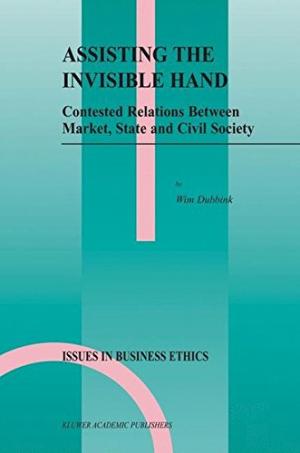 ASSISTING THE
INVISIBLE HAND
Contested Relations Between
Market, State and Civil Society
by
Wim Dubbink
ISSUES IN BUSINESS ETHICS
KLUWER ACADEMIC PUBLISHERS